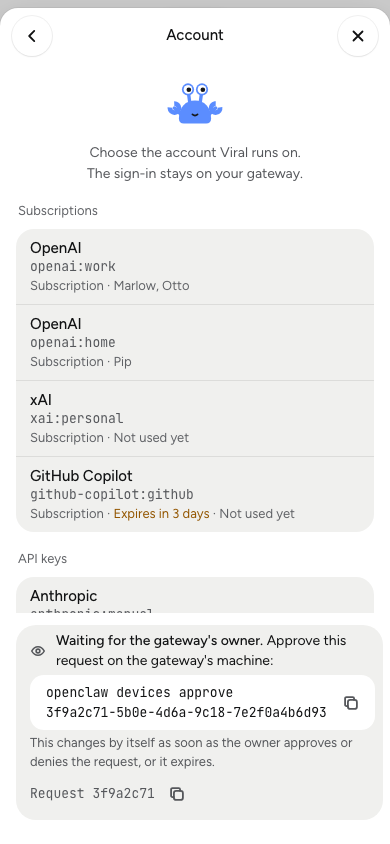 Account
Choose the account Viral runs on.
The sign-in stays on your gateway.
Subscriptions
OpenAI
openai:work
Subscription · Marlow, Otto
OpenAI
openai:home
Subscription · Pip
xAI
xai:personal
Subscription · Not used yet
GitHub Copilot
github-copilot:github
Subscription · Expires in 3 days · Not used yet
API keys
Anthropic
anthropic:manual
Waiting for the gateway's owner. Approve this
request on the gateway's machine:
openclaw devices approve
3f9a2c71-5b0e-4d6a-9c18-7e2f0a4b6d93
This changes by itself as soon as the owner approves or
denies the request, or it expires.
Request 3f9a2c71